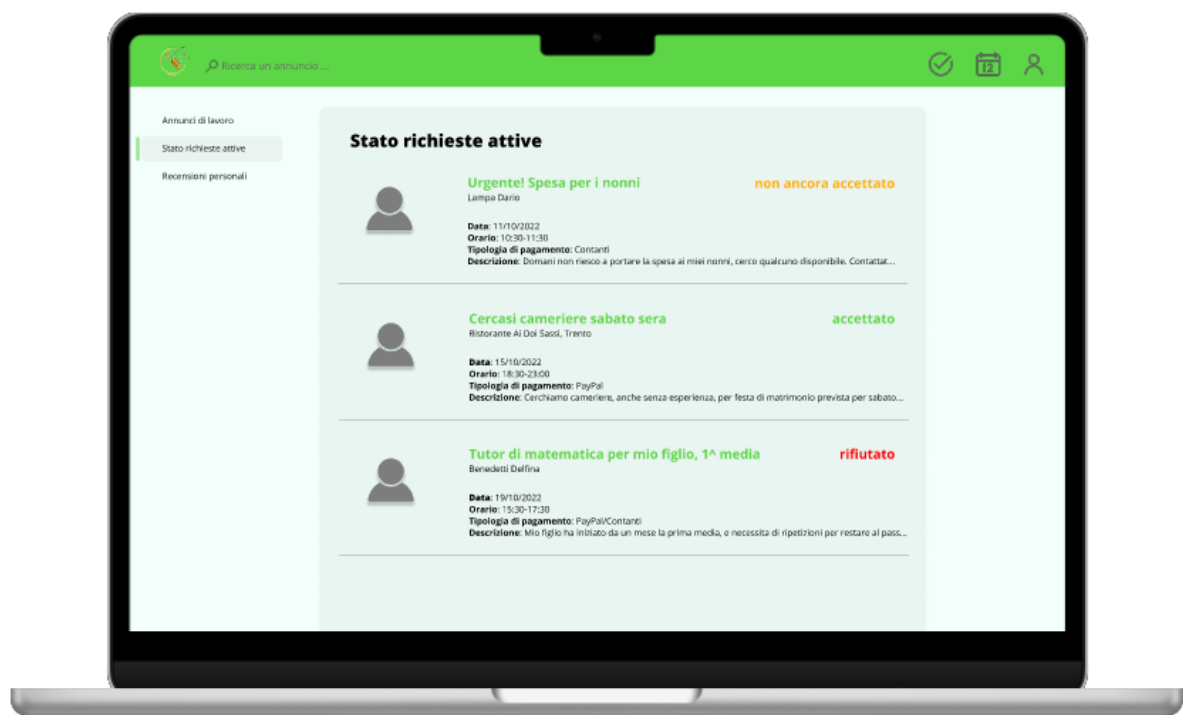 Ricerca un annuncio ...
12
Annunci di lavoro
Stato richieste attive
Recensioni personali
Stato richieste attive
Urgente! Spesa per i nonni
non ancora accettato
Lampa Dario
Data: 11/10/2022
Orario: 10:30-11:30
Tipologia di pagamento: Contanti
Descrizione: Domani non riesco a portare la spesa ai miei nonni, cerco qualcuno disponibile. Contattat...
Cercasi cameriere sabato sera
accettato
Ristorante Ai Doi Sassi, Trento
Data: 15/10/2022
Orario: 18:30-23:00
Tipologia di pagamento: PayPal
Descrizione: Cerchiamo cameriere, anche senza esperienza, per festa di matrimonio prevista per sabato...
Tutor di matematica per mio figlio, 1^ media
rifiutato
Benedetti Delfina
Data: 19/10/2022
Orario: 15:30-17:30
Tipologia di pagamento: PayPal/Contanti
Descrizione: Mio figlio ha iniziato da un mese la prima media, e necessita di ripetizioni per restare al pass...